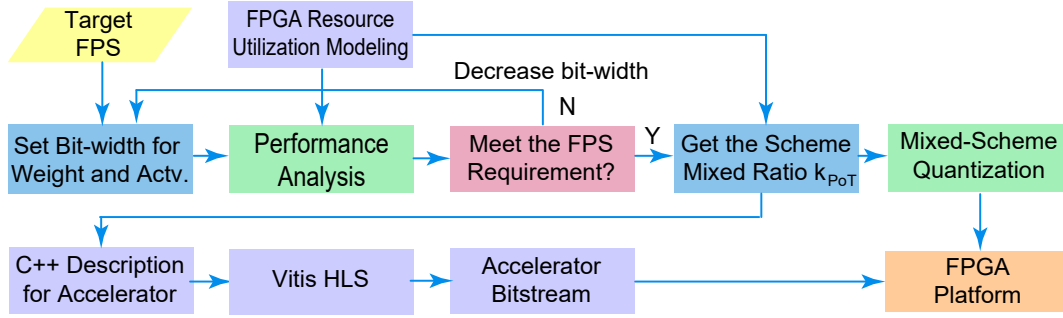 Target
FPS
FPGA Resource
Utilization Modeling
Decrease bit-width
N
Y
Set Bit-width for
Weight and Actv.
Performance
Analysis
Meet the FPS
Requirement?
Get the Scheme
Mixed Ratio k_PoT
Mixed-Scheme
Quantization
C++ Description
for Accelerator
Vitis HLS
Accelerator
Bitstream
FPGA
Platform